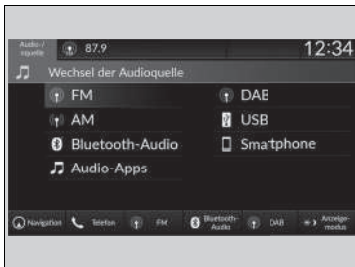 Audio-/
quelle
87.9
12:34
Wechsel der Audioquelle
FM
DAB
AM
USB
Bluetooth-Audio
Smartphone
Audio-Apps
Navigation
Telefon
FM
Bluetooth-
Audio
DAB
Anzeige-
modus